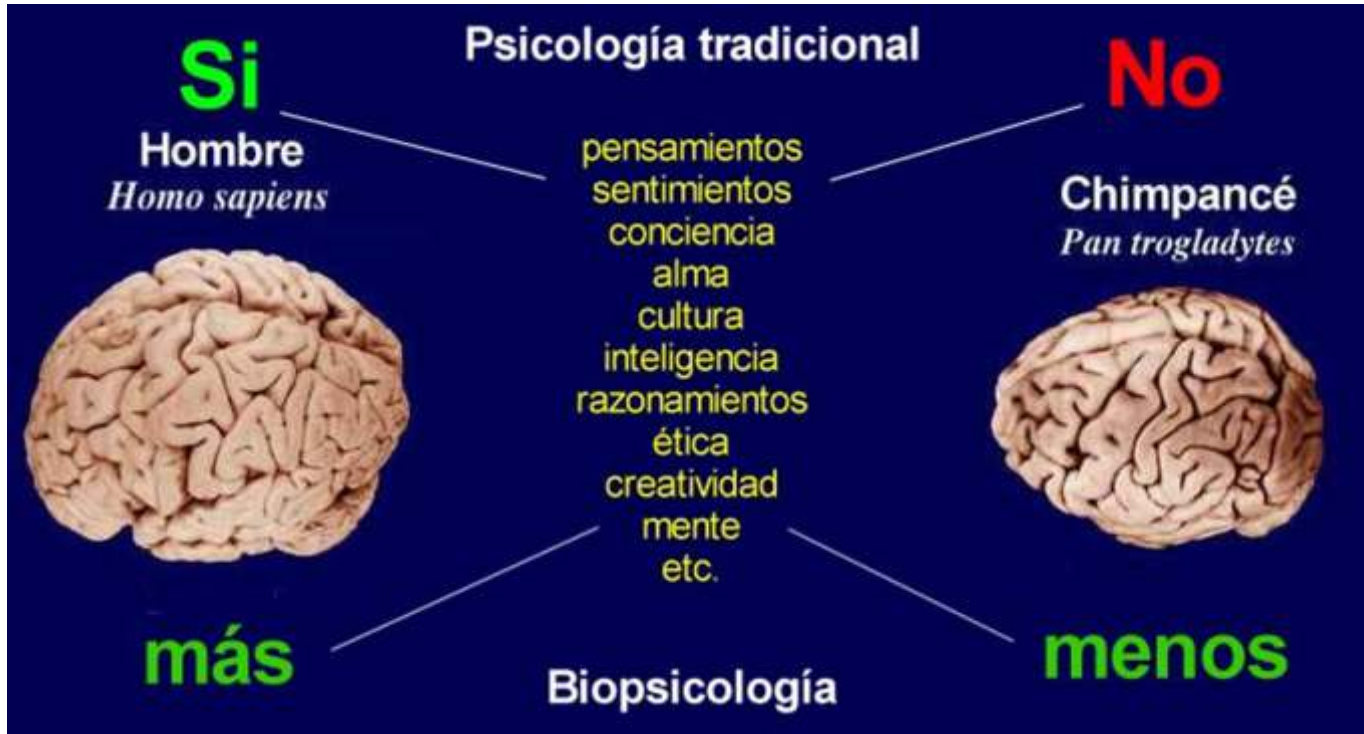 Psicología tradicional
Si
No
Hombre
Homo sapiens
Chimpancé
Pan trogladytes
pensamientos
sentimientos
conciencia
alma
cultura
inteligencia
razonamientos
ética
creatividad
mente
etc.
más
menos
Biopsicología